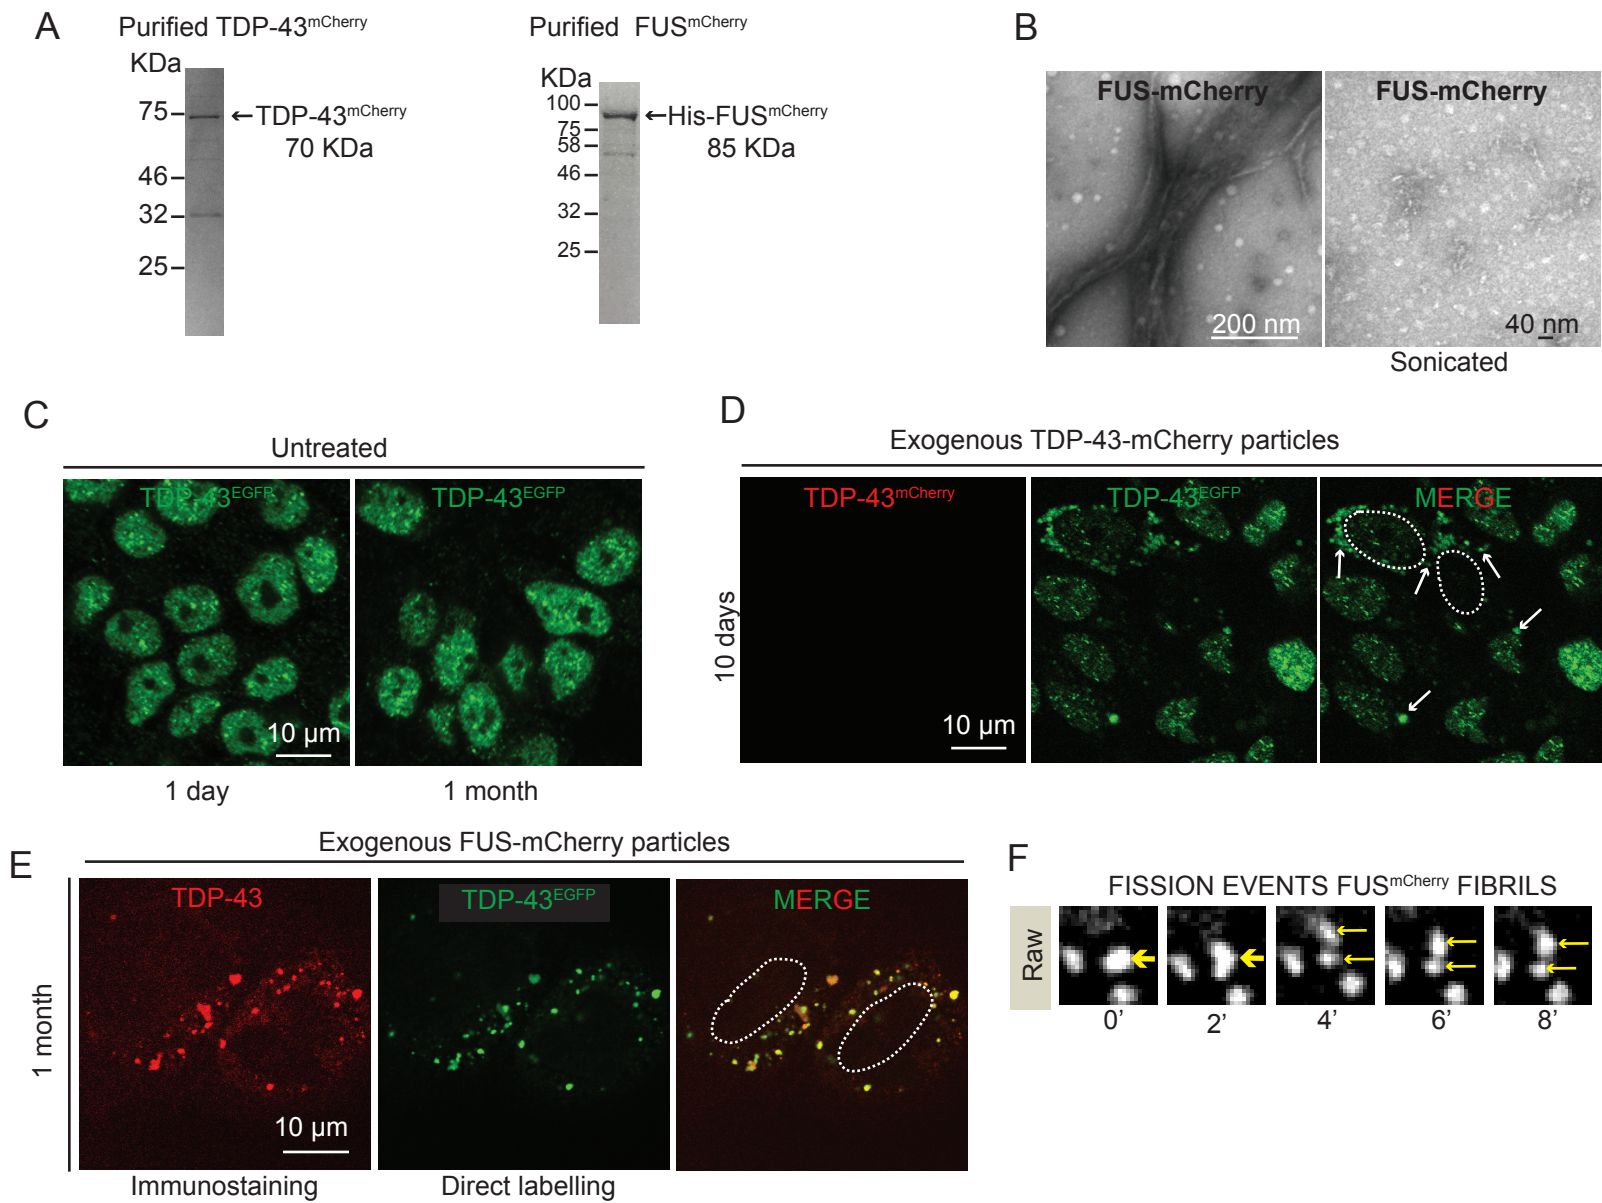 A
Purified TDP-43mCherry
KDa
75
46
32
25
←TDP-43mCherry
70 KDa
Purified FUSmCherry
KDa
100
75
58
46
32
25
←His-FUSmCherry
85 KDa
B
FUS-mCherry
200 nm
FUS-mCherry
40 nm
Sonicated
C
Untreated
TDP-43EGFP
TDP-43EGFP
10 µm
1 day
1 month
D
Exogenous TDP-43-mCherry particles
10 days
TDP-43mCherry
TDP-43EGFP
MERGE
10 µm
E
Exogenous FUS-mCherry particles
1 month
TDP-43
TDP-43EGFP
MERGE
10 µm
Immunostaining
Direct labelling
F
FISSION EVENTS FUSmCherry FIBRILS
Raw
0’
2’
4’
6’
8’